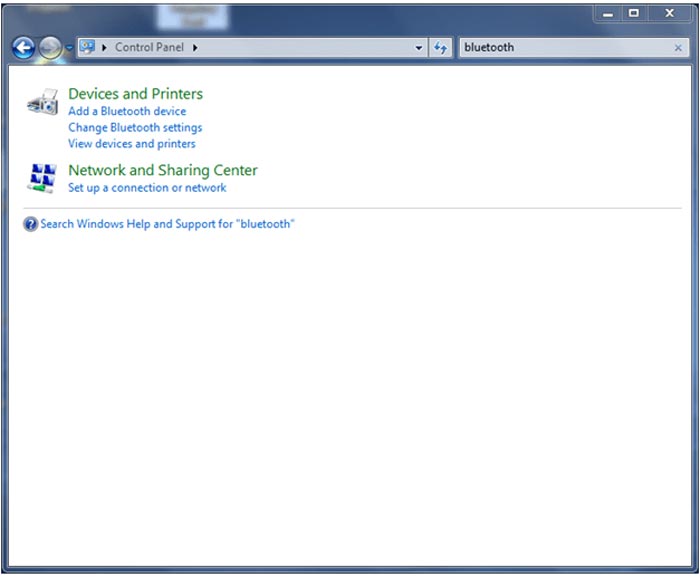 Control Panel
bluetooth
Devices and Printers
Add a Bluetooth device
Change Bluetooth settings
View devices and printers
Network and Sharing Center
Set up a connection or network
Search Windows Help and Support for "bluetooth"